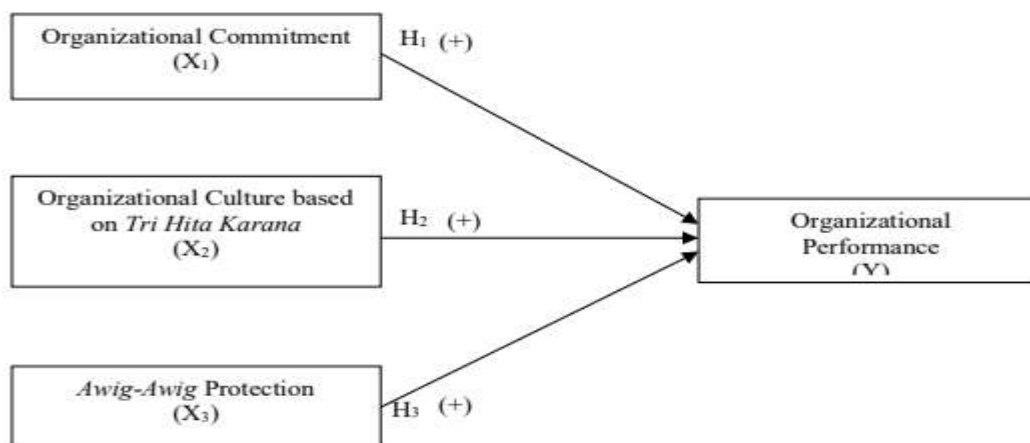 Organizational Commitment
(X₁)
H₁ (+)
Organizational Culture based
on Tri Hita Karana
(X₂)
H₂ (+)
Organizational
Performance
(Y)
Awig-Awig Protection
(X₃)
H₃ (+)